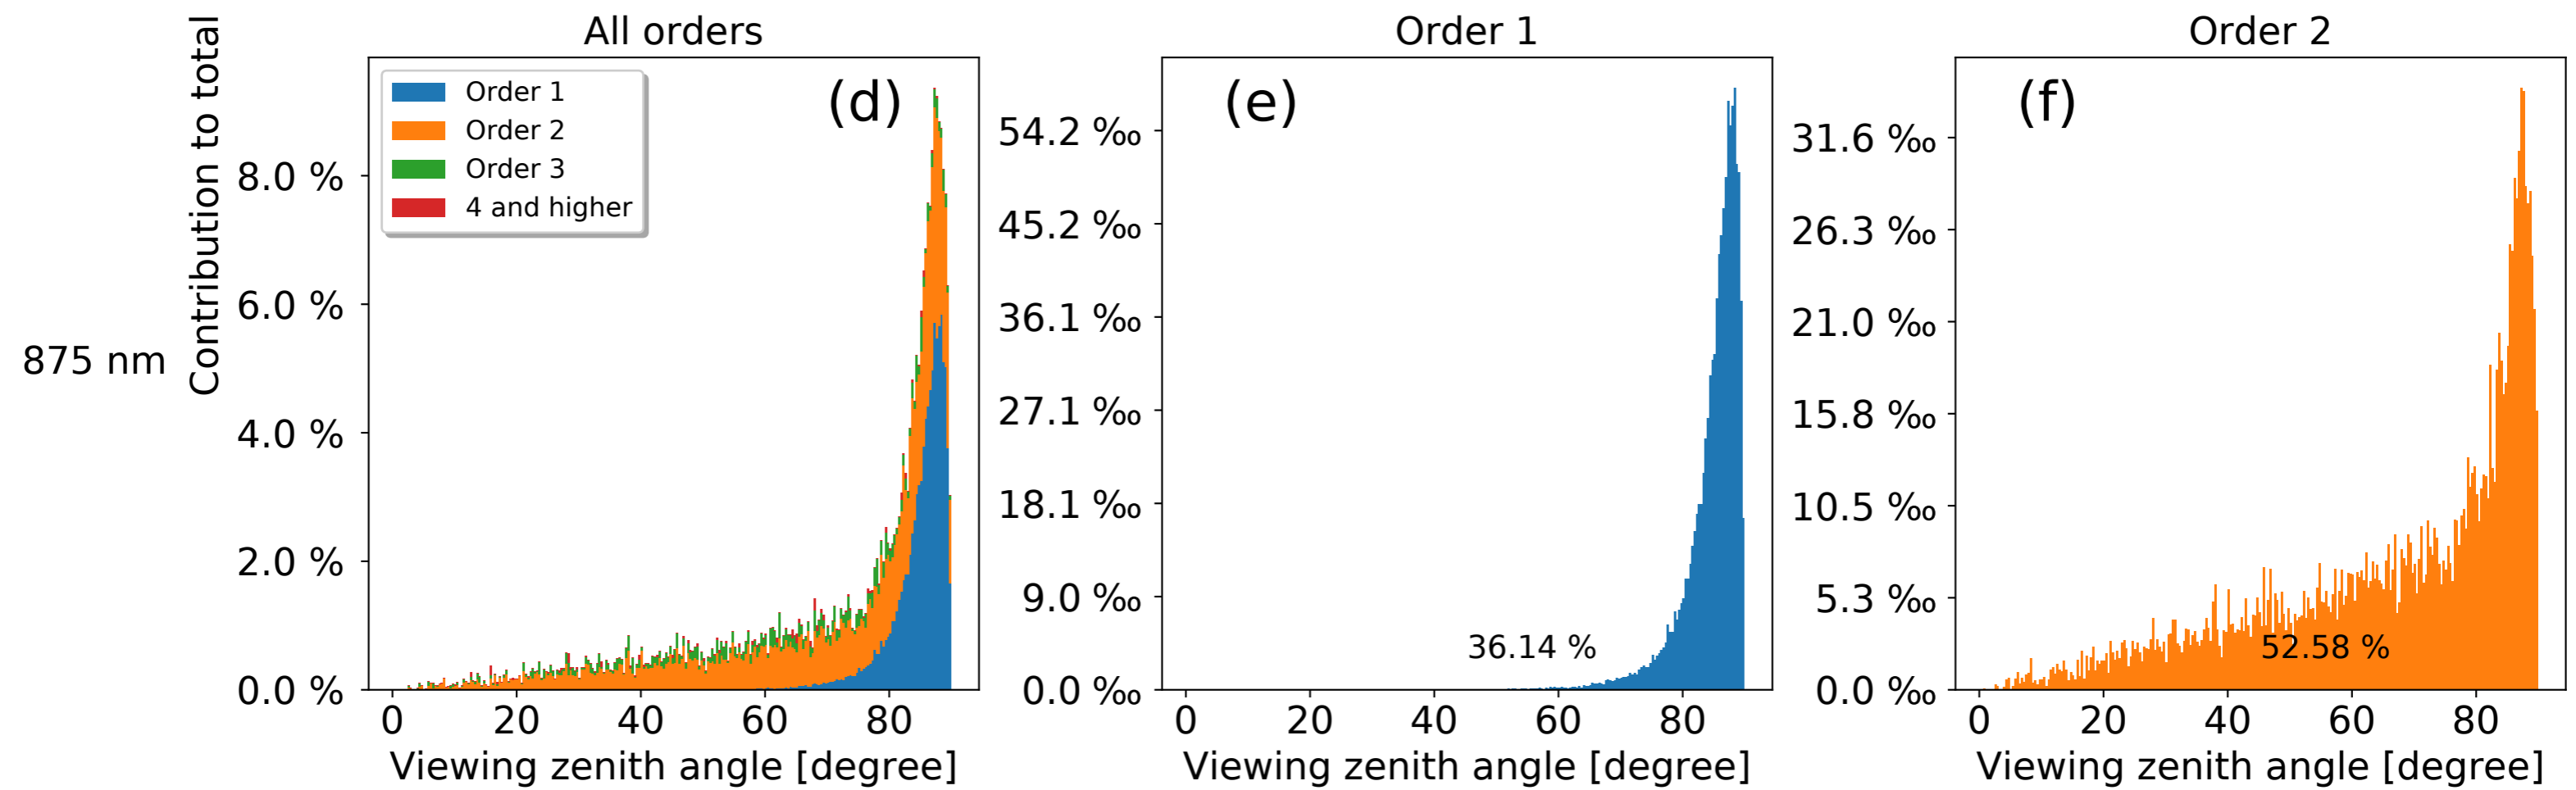 All orders
Order 1
Order 2
875 nm
Contribution to total
Order 1
Order 2
Order 3
4 and higher
(d)
8.0 %
6.0 %
4.0 %
2.0 %
0.0 %
0 20 40 60 80
Viewing zenith angle [degree]
(e)
54.2 ‰
45.2 ‰
36.1 ‰
27.1 ‰
18.1 ‰
9.0 ‰
0.0 ‰
36.14 %
0 20 40 60 80
Viewing zenith angle [degree]
(f)
31.6 ‰
26.3 ‰
21.0 ‰
15.8 ‰
10.5 ‰
5.3 ‰
0.0 ‰
52.58 %
0 20 40 60 80
Viewing zenith angle [degree]